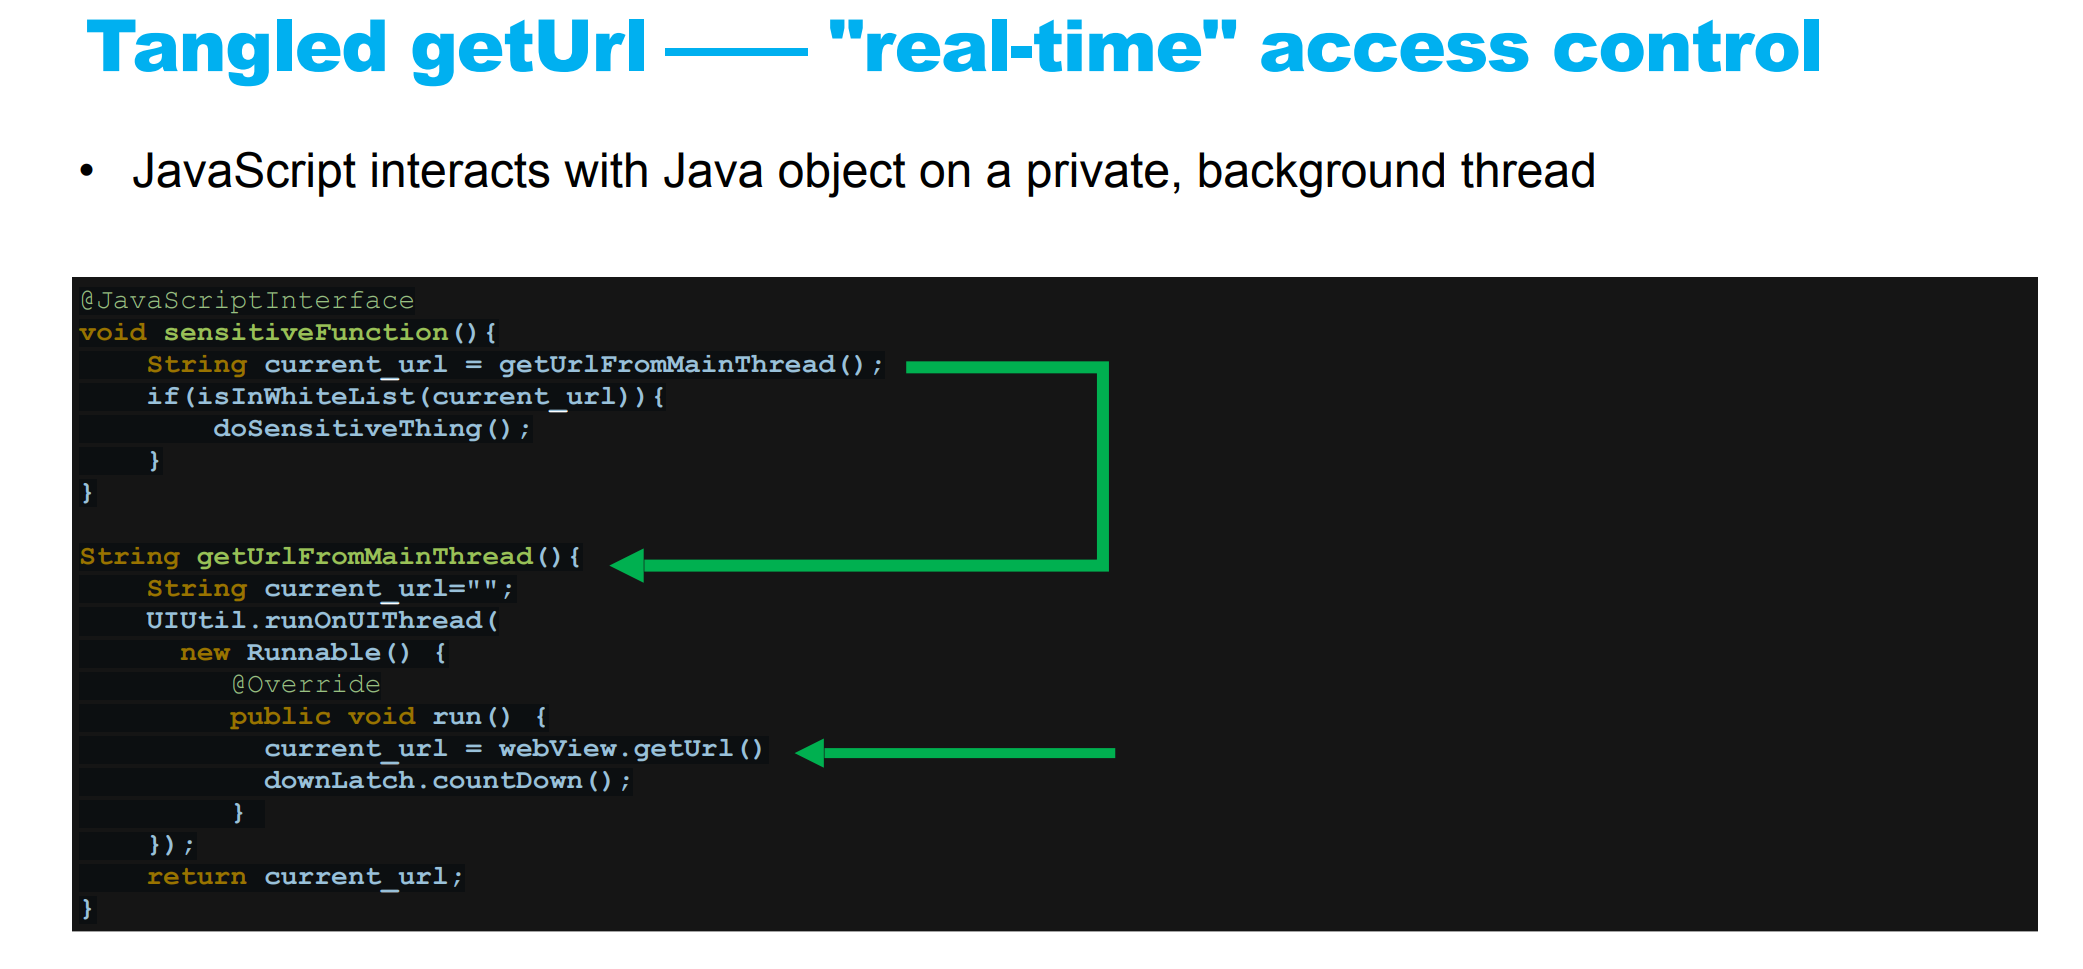 Tangled getUrl —— "real-time" access control
• JavaScript interacts with Java object on a private, background thread
@JavaScriptInterface
void sensitiveFunction(){
    String current_url = getUrlFromMainThread();
    if(isInWhiteList(current_url)){
        doSensitiveThing();
    }
}

String getUrlFromMainThread(){
    String current_url="";
    UIUtil.runOnUIThread(
      new Runnable() {
         @Override
         public void run() {
           current_url = webView.getUrl()
           downLatch.countDown();
         }
    });
    return current_url;
}